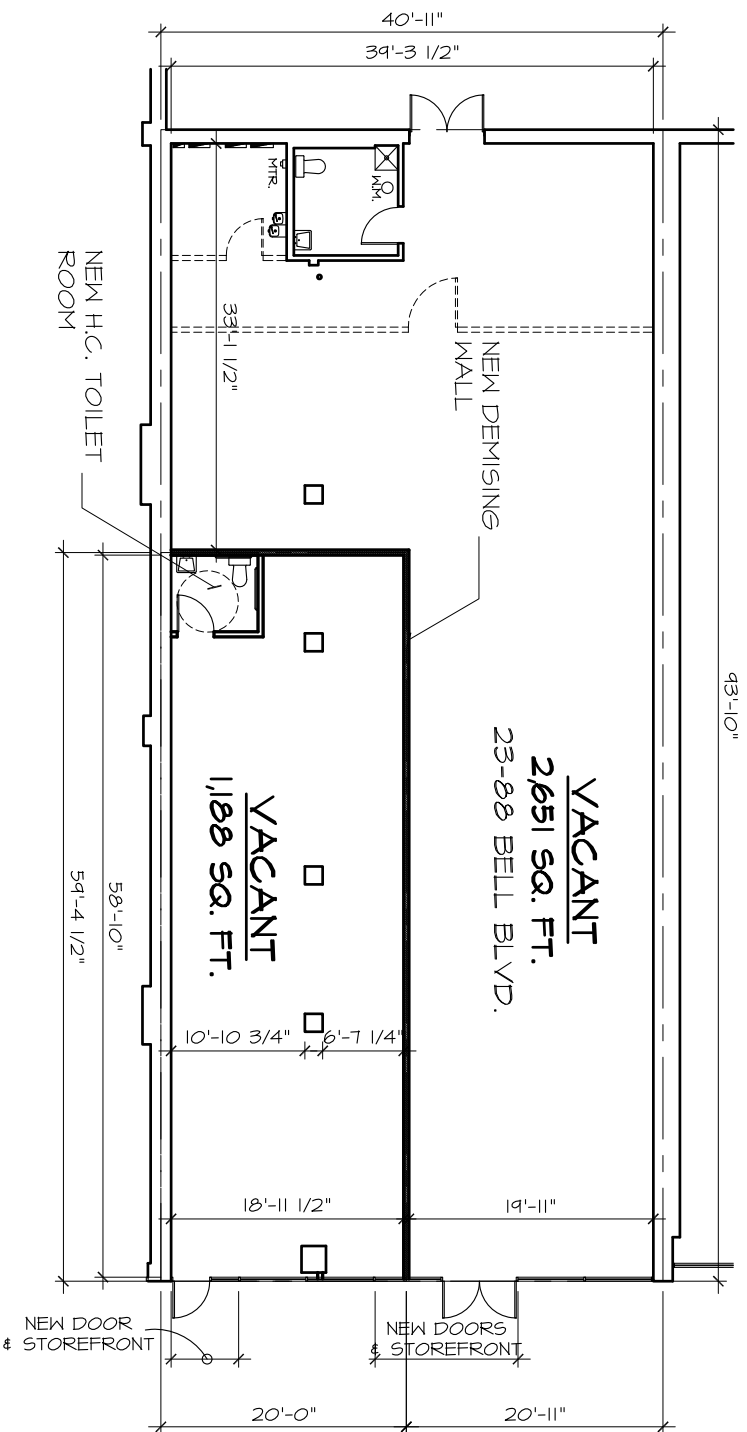 40'-11"
39'-3 1/2"
MTR.
W.M.
33'-1 1/2"
NEW H.C. TOILET
ROOM
NEW DEMISING
WALL
93'-10"
VACANT
2,651 SQ. FT.
23-88 BELL BLVD.
VACANT
1,188 SQ. FT.
58'-10"
59'-4 1/2"
10'-10 3/4"
6'-7 1/4"
18'-11 1/2"
19'-11"
NEW DOOR
& STOREFRONT
NEW DOORS
& STOREFRONT
20'-0"
20'-11"